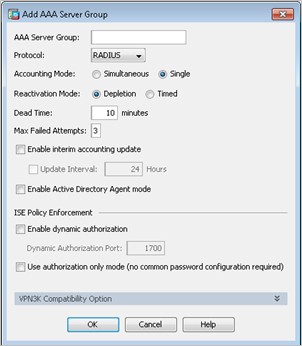 Add AAA Server Group
AAA Server Group:
Protocol: RADIUS
Accounting Mode: Simultaneous Single
Reactivation Mode: Depletion Timed
Dead Time: 10 minutes
Max Failed Attempts: 3
Enable interim accounting update
Update Interval: 24 Hours
Enable Active Directory Agent mode
ISE Policy Enforcement
Enable dynamic authorization
Dynamic Authorization Port: 1700
Use authorization only mode (no common password configuration required)
VPN3K Compatibility Option
OK Cancel Help